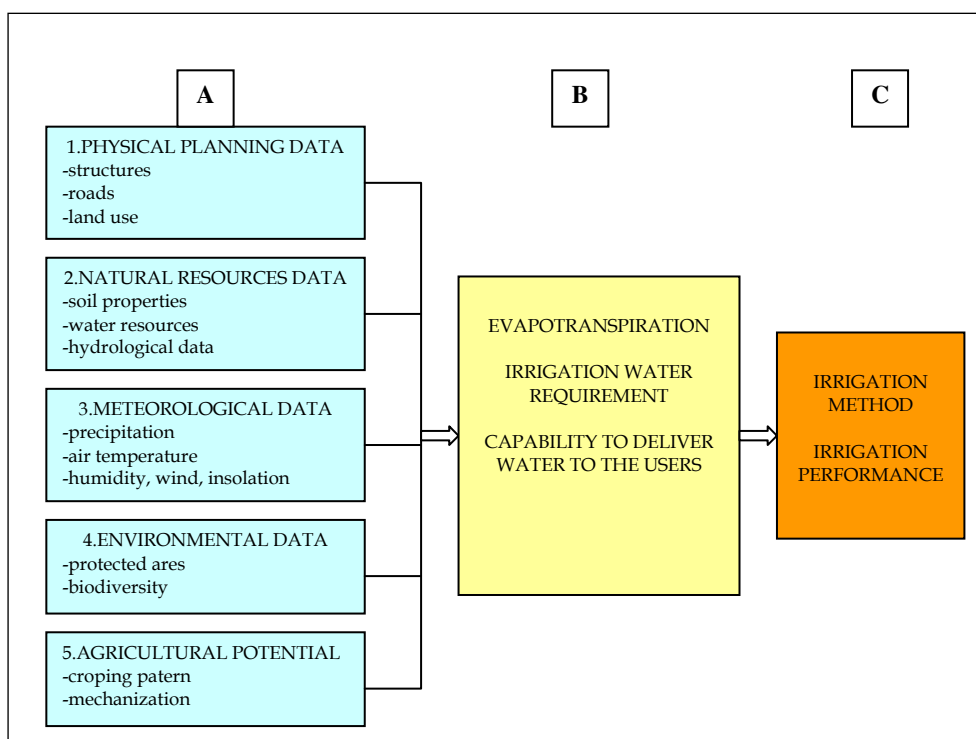 A
B
C
1.PHYSICAL PLANNING DATA
-structures
-roads
-land use
2.NATURAL RESOURCES DATA
-soil properties
-water resources
-hydrological data
3.METEOROLOGICAL DATA
-precipitation
-air temperature
-humidity, wind, insolation
4.ENVIRONMENTAL DATA
-protected ares
-biodiversity
5.AGRICULTURAL POTENTIAL
-croping patern
-mechanization
EVAPOTRANSPIRATION
IRRIGATION WATER
REQUIREMENT
CAPABILITY TO DELIVER
WATER TO THE USERS
IRRIGATION
METHOD
IRRIGATION
PERFORMANCE